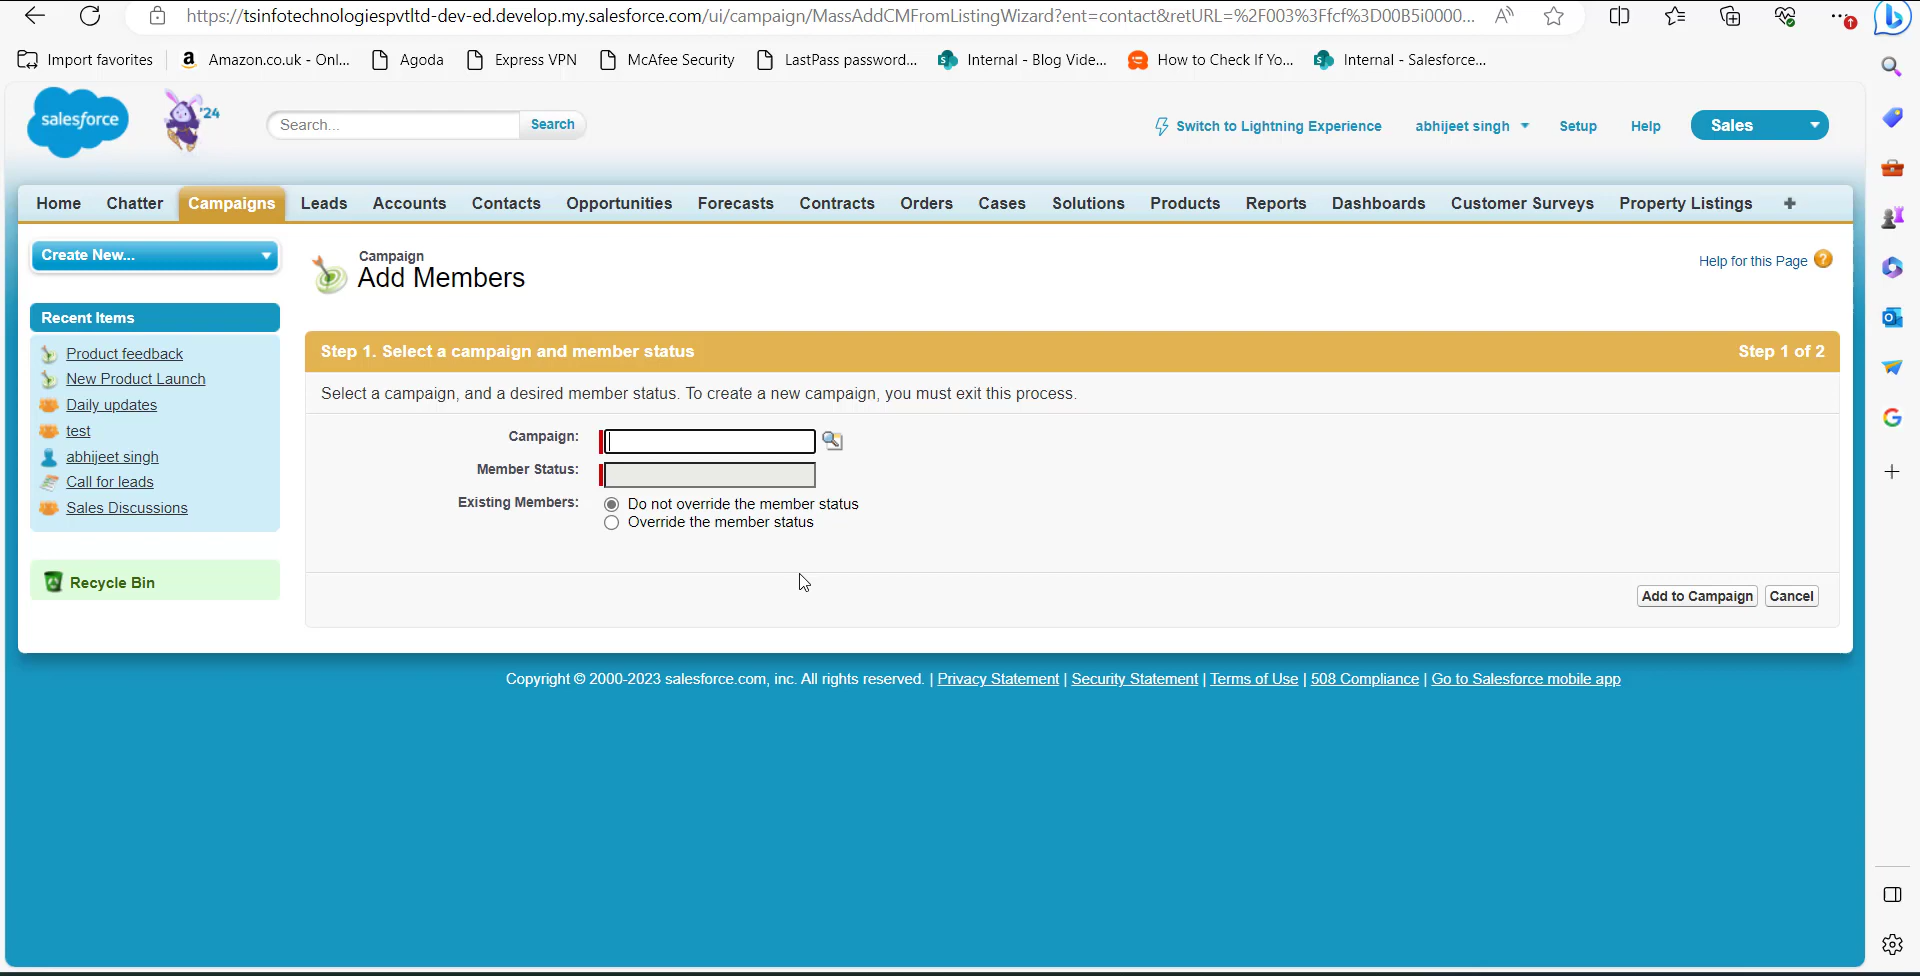 https://tsinfotechnologiespvtltd-dev-ed.develop.my.salesforce.com/ui/campaign/MassAddCMFromListingWizard?ent=contact&retURL=%2F003%3Ffcf%3D00B5i0000...
Import favorites
Amazon.co.uk - Onl...
Agoda
Express VPN
McAfee Security
LastPass password...
Internal - Blog Vide...
How to Check If Yo...
Internal - Salesforce...
salesforce
'24
Search...
Search
Switch to Lightning Experience
abhijeet singh
Setup
Help
Sales
Home
Chatter
Campaigns
Leads
Accounts
Contacts
Opportunities
Forecasts
Contracts
Orders
Cases
Solutions
Products
Reports
Dashboards
Customer Surveys
Property Listings
+
Create New...
Recent Items
Product feedback
New Product Launch
Daily updates
test
abhijeet singh
Call for leads
Sales Discussions
Recycle Bin
Campaign
Add Members
Help for this Page ?
Step 1. Select a campaign and member status
Step 1 of 2
Select a campaign, and a desired member status. To create a new campaign, you must exit this process.
Campaign:
Member Status:
Existing Members:
Do not override the member status
Override the member status
Add to Campaign
Cancel
Copyright © 2000-2023 salesforce.com, inc. All rights reserved. | Privacy Statement | Security Statement | Terms of Use | 508 Compliance | Go to Salesforce mobile app